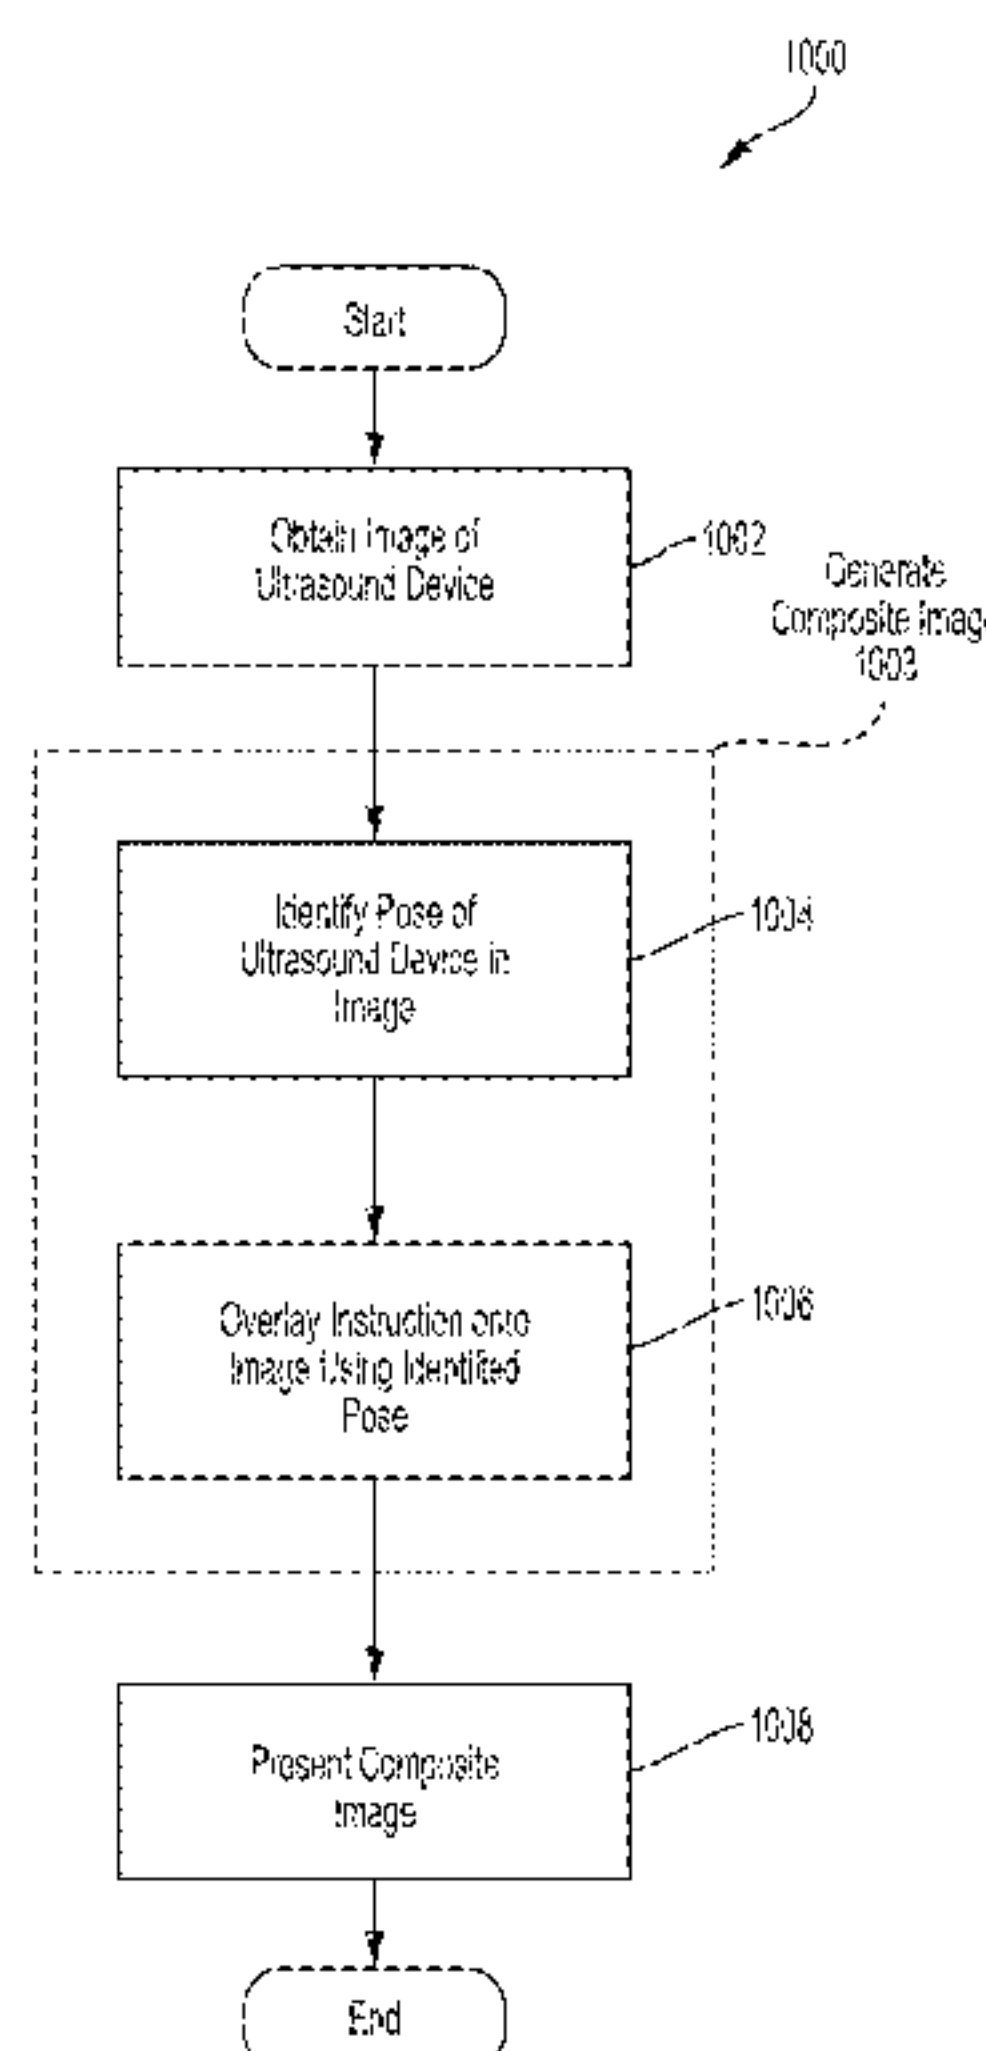 1000
Start
Obtain Image of
Ultrasound Device
1002
Generate
Composite Imag
1003
Identify Pose of
Ultrasound Device in
Image
1004
Overlay Instruction onto
Image Using Identified
Pose
1006
Present Composite
Image
1008
End